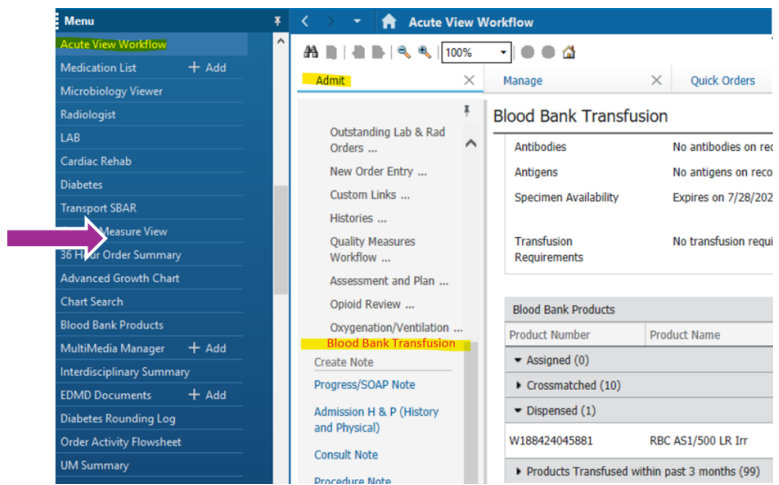 Menu
Acute View Workflow
Acute View Workflow
Medication List + Add
Microbiology Viewer
Radiologist
LAB
Cardiac Rehab
Diabetes
Transport SBAR
Measure View
36 Hour Order Summary
Advanced Growth Chart
Chart Search
Blood Bank Products
MultiMedia Manager + Add
Interdisciplinary Summary
EDMD Documents + Add
Diabetes Rounding Log
Order Activity Flowsheet
UM Summary
100%
Admit
Manage
Quick Orders
Outstanding Lab & Rad
Orders ...
New Order Entry ...
Custom Links ...
Histories ...
Quality Measures
Workflow ...
Assessment and Plan ...
Opioid Review ...
Oxygenation/Ventilation ...
Blood Bank Transfusion
Create Note
Progress/SOAP Note
Admission H & P (History
and Physical)
Consult Note
Procedure Note
Blood Bank Transfusion
Antibodies No antibodies on rec
Antigens No antigens on reco
Specimen Availability Expires on 7/28/202
Transfusion No transfusion requi
Requirements
Blood Bank Products
Product Number Product Name
Assigned (0)
Crossmatched (10)
Dispensed (1)
W188424045881 RBC AS1/500 LR Irr
Products Transfused within past 3 months (99)